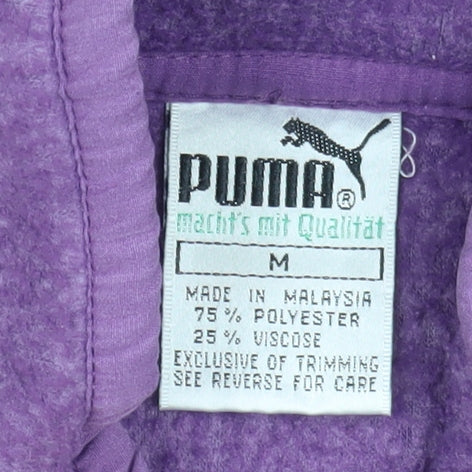 PUMA®
macht's mit Qualität
M
MADE IN MALAYSIA
75% POLYESTER
25% VISCOSE
EXCLUSIVE OF TRIMMING
SEE REVERSE FOR CARE